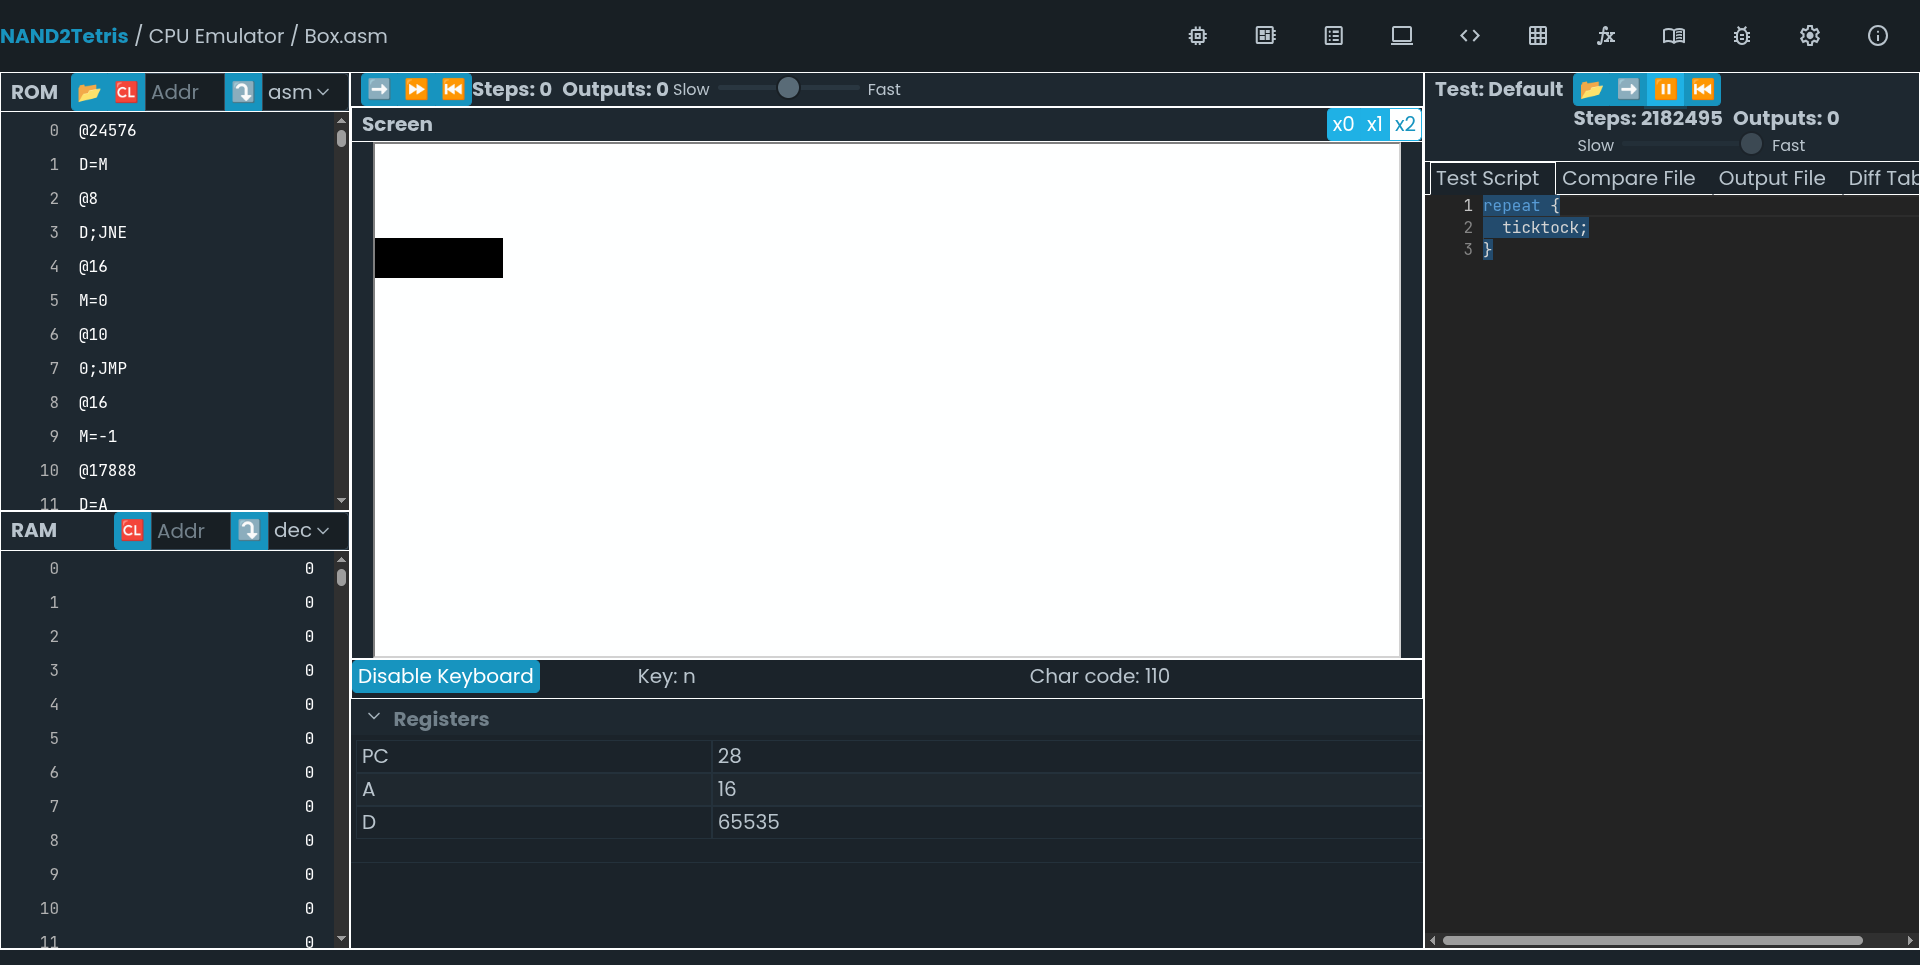 NAND2Tetris / CPU Emulator / Box.asm
ROM CL Addr asm
0 @24576
1 D=M
2 @8
3 D;JNE
4 @16
5 M=0
6 @10
7 0;JMP
8 @16
9 M=-1
10 @17888
11 D=A
RAM CL Addr dec
0 0
1 0
2 0
3 0
4 0
5 0
6 0
7 0
8 0
9 0
10 0
11 0
Steps: 0 Outputs: 0 Slow Fast
Screen x0 x1 x2
Disable Keyboard Key: n Char code: 110
Registers
PC 28
A 16
D 65535
Test: Default
Steps: 2182495 Outputs: 0
Slow Fast
Test Script Compare File Output File Diff Tab
1 repeat {
2 ticktock;
3 }